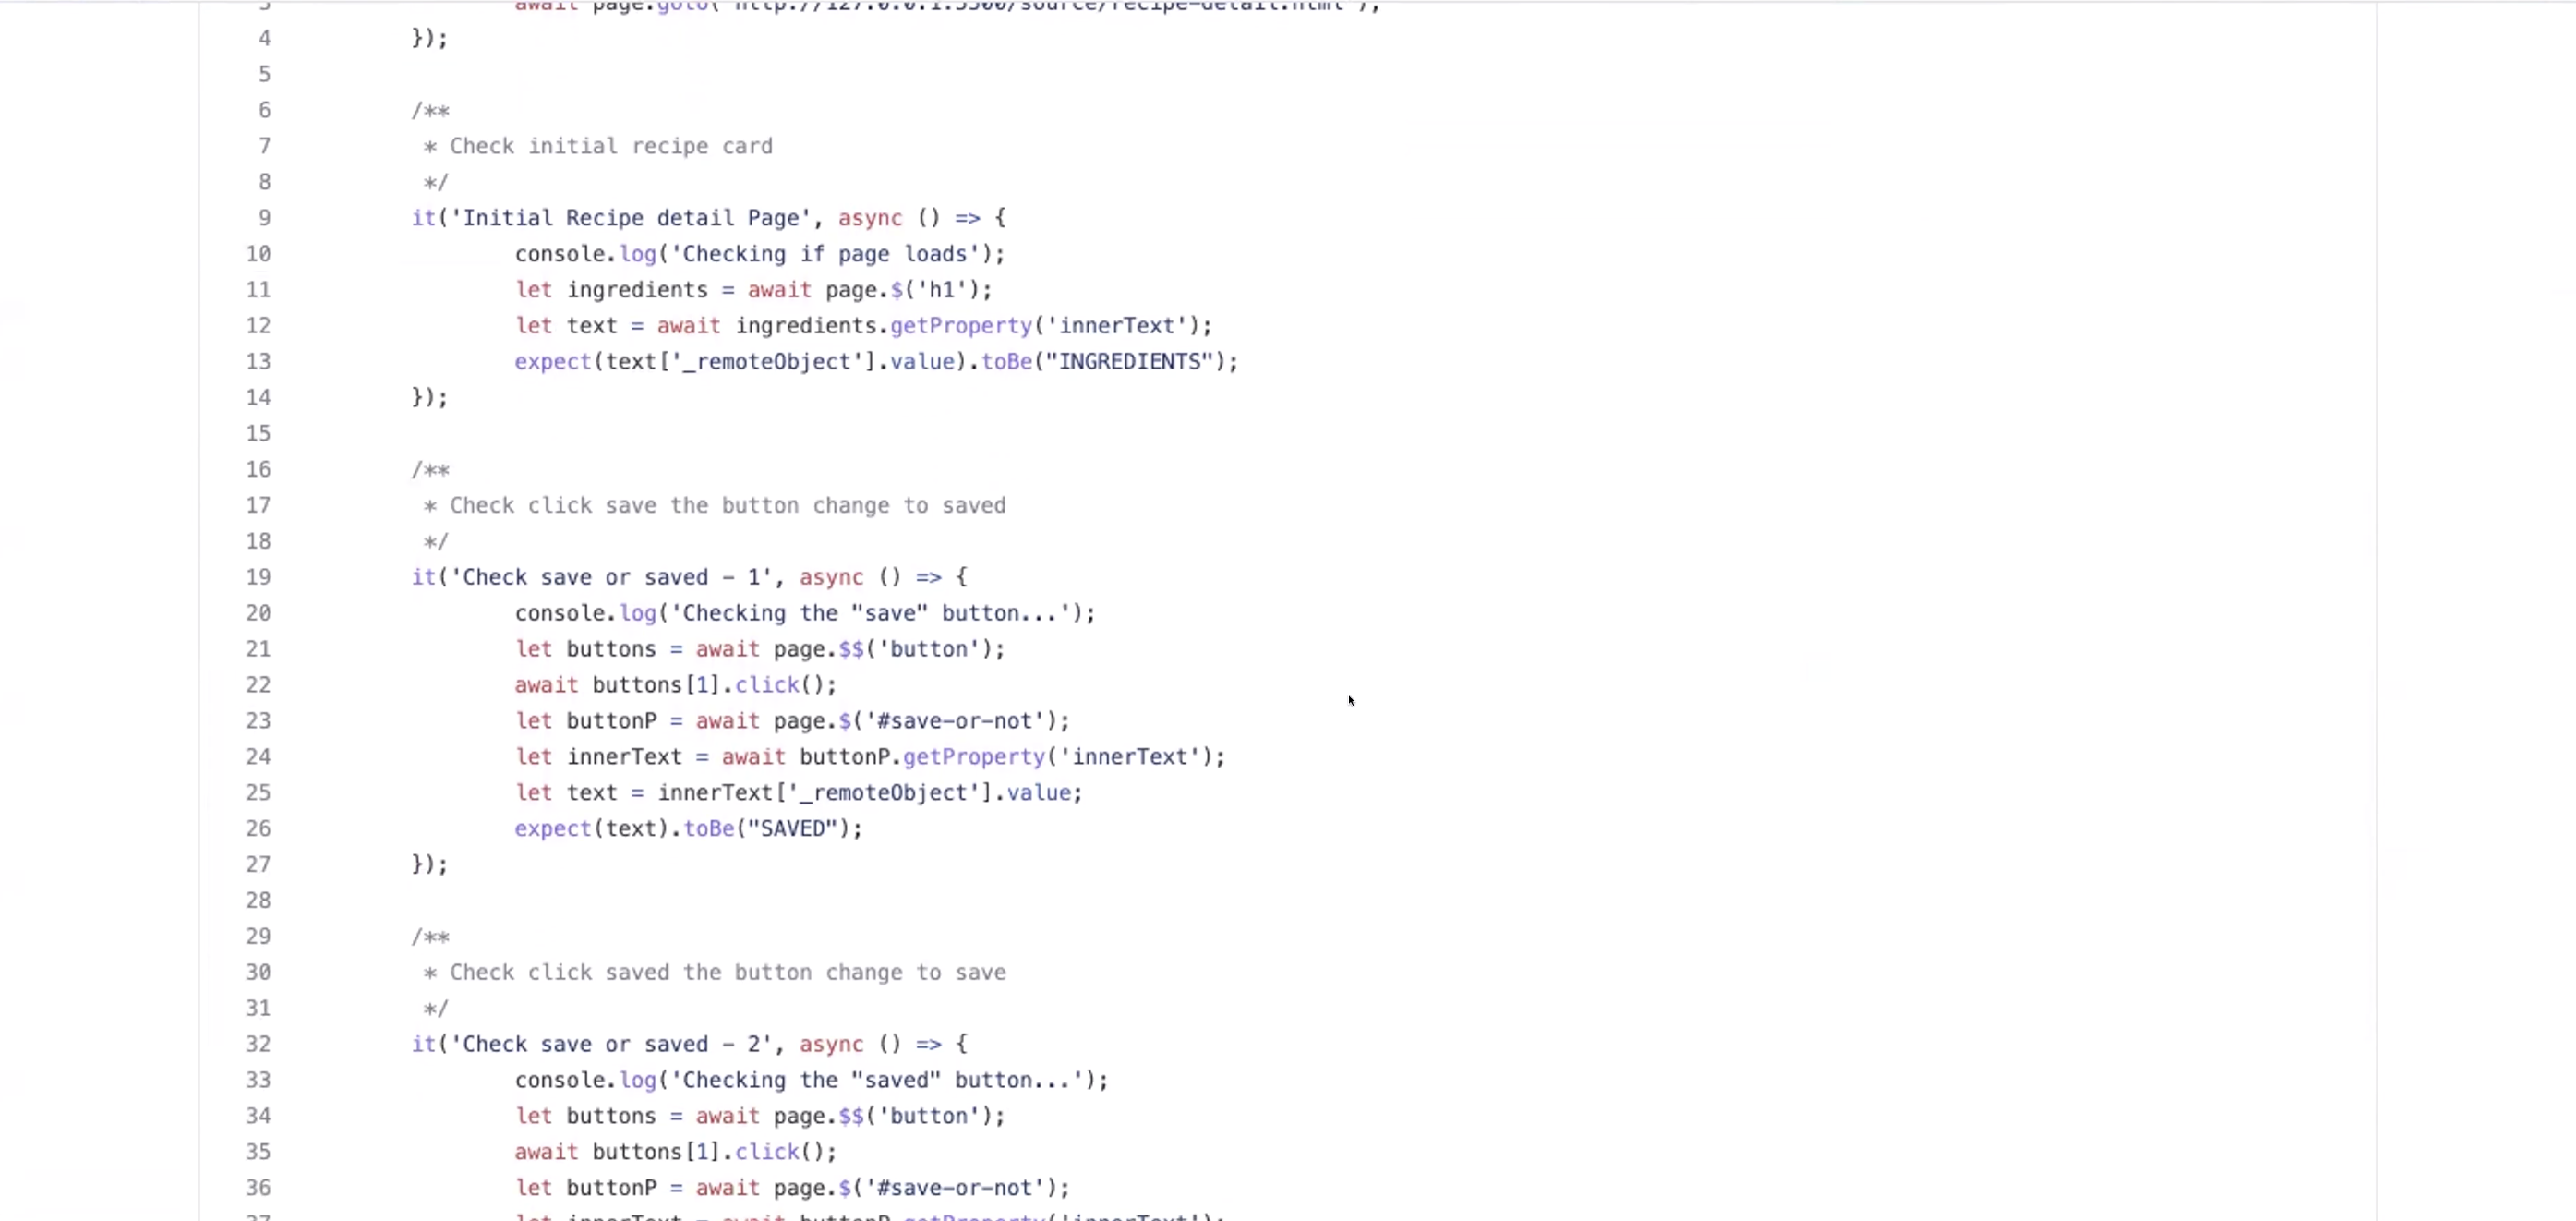 3 await page.goto('http://127.0.0.1:5500/source/recipe-detail.html');
4 });
5
6 /**
7 * Check initial recipe card
8 */
9 it('Initial Recipe detail Page', async () => {
10 console.log('Checking if page loads');
11 let ingredients = await page.$('h1');
12 let text = await ingredients.getProperty('innerText');
13 expect(text['_remoteObject'].value).toBe("INGREDIENTS");
14 });
15
16 /**
17 * Check click save the button change to saved
18 */
19 it('Check save or saved - 1', async () => {
20 console.log('Checking the "save" button...');
21 let buttons = await page.$$('button');
22 await buttons[1].click();
23 let buttonP = await page.$('#save-or-not');
24 let innerText = await buttonP.getProperty('innerText');
25 let text = innerText['_remoteObject'].value;
26 expect(text).toBe("SAVED");
27 });
28
29 /**
30 * Check click saved the button change to save
31 */
32 it('Check save or saved - 2', async () => {
33 console.log('Checking the "saved" button...');
34 let buttons = await page.$$('button');
35 await buttons[1].click();
36 let buttonP = await page.$('#save-or-not');
37 let innerText = await buttonP.getProperty('innerText');